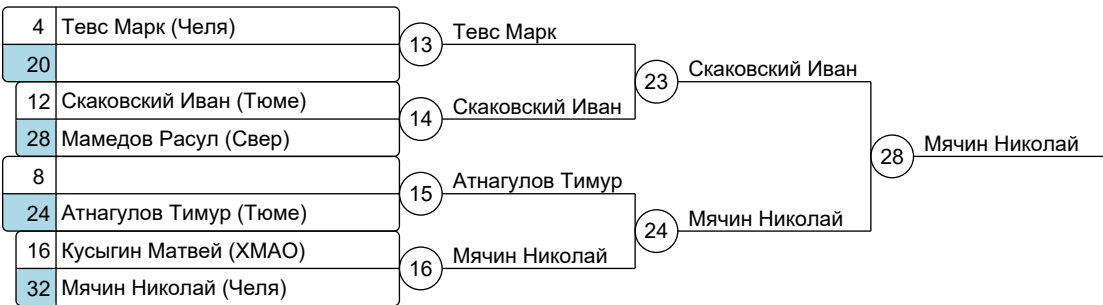 4 Тевс Марк (Челя)
20
12 Скаковский Иван (Тюме)
28 Мамедов Расул (Свер)
8
24 Атнагулов Тимур (Тюме)
16 Кусыгин Матвей (ХМАО)
32 Мячин Николай (Челя)
13 Тевс Марк
14 Скаковский Иван
15 Атнагулов Тимур
16 Мячин Николай
23 Скаковский Иван
24 Мячин Николай
28 Мячин Николай